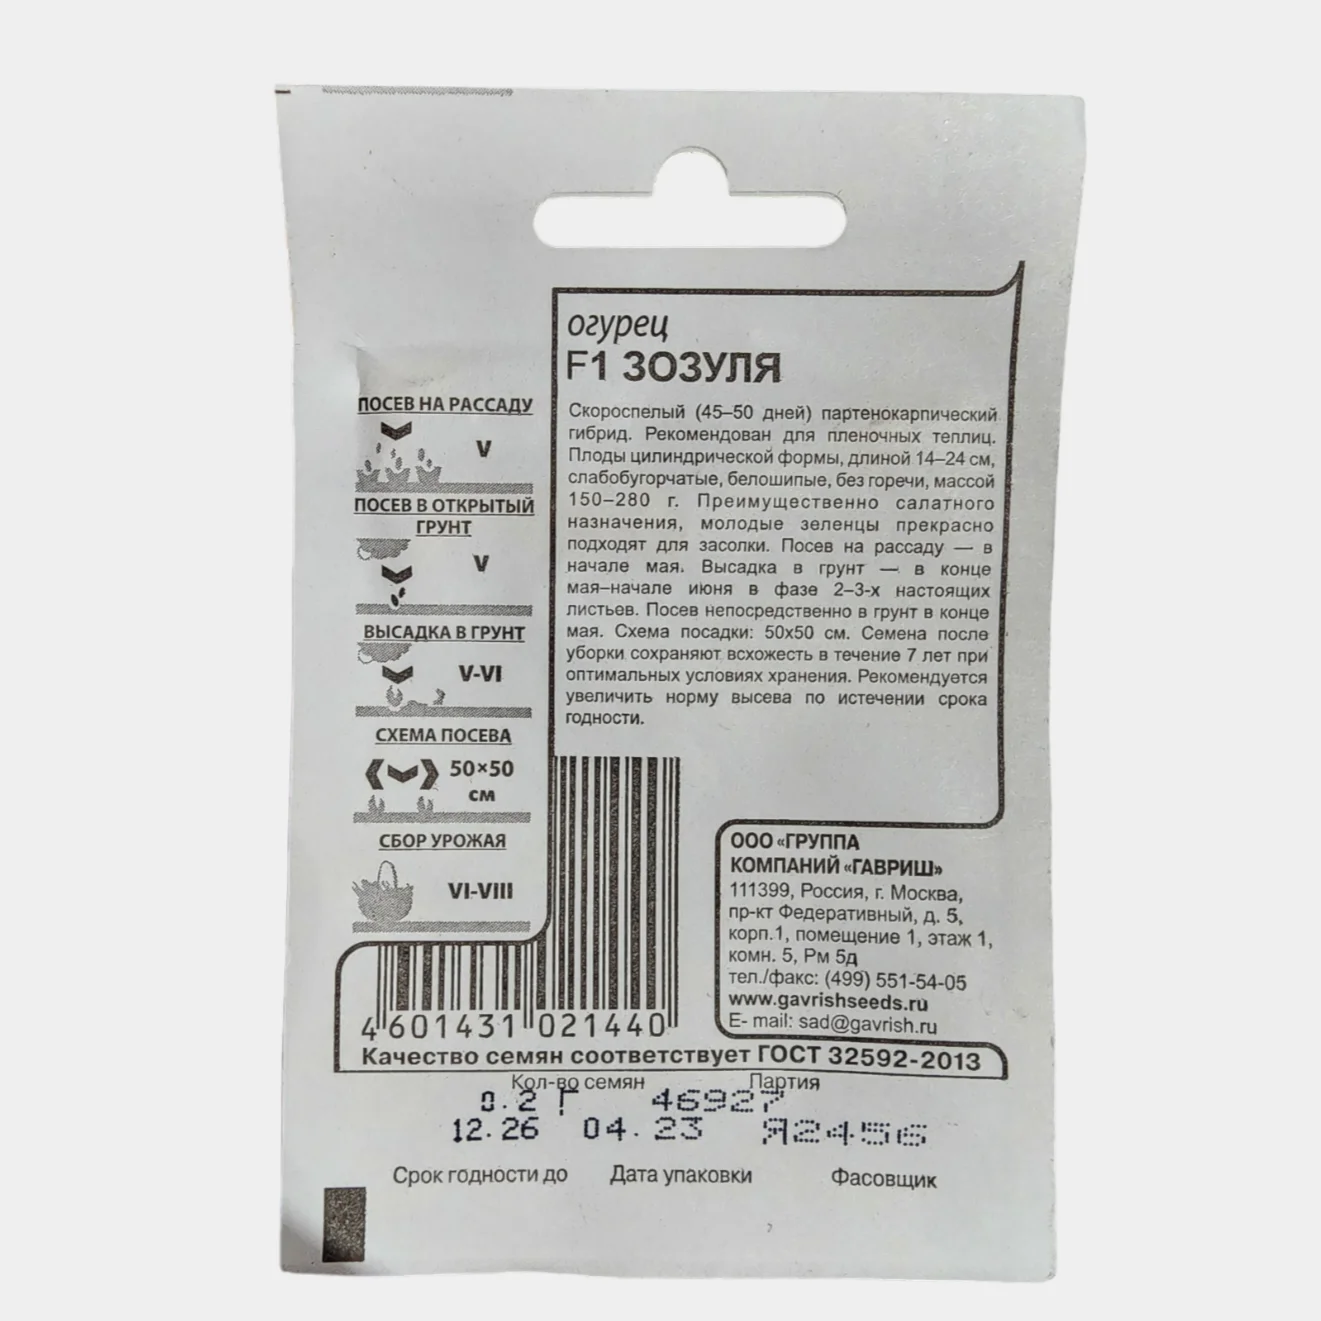 огурец
F1 ЗОЗУЛЯ
Скороспелый (45–50 дней) партенокарпический
гибрид. Рекомендован для пленочных теплиц.
Плоды цилиндрической формы, длиной 14–24 см,
слабобугорчатые, белошипые, без горечи, массой
150–280 г. Преимущественно салатного
назначения, молодые зеленцы прекрасно
подходят для засолки. Посев на рассаду — в
начале мая. Высадка в грунт — в конце
мая–начале июня в фазе 2–3-х настоящих
листьев. Посев непосредственно в грунт в конце
мая. Схема посадки: 50x50 см. Семена после
уборки сохраняют всхожесть в течение 7 лет при
оптимальных условиях хранения. Рекомендуется
увеличить норму высева по истечении срока
годности.
ПОСЕВ НА РАССАДУ
V
ПОСЕВ В ОТКРЫТЫЙ
ГРУНТ
V
ВЫСАДКА В ГРУНТ
V-VI
СХЕМА ПОСЕВА
50×50
см
СБОР УРОЖАЯ
VI-VIII
ООО «ГРУППА
КОМПАНИЙ «ГАВРИШ»
111399, Россия, г. Москва,
пр-кт Федеративный, д. 5,
корп.1, помещение 1, этаж 1,
комн. 5, Рм 5д
тел./факс: (499) 551-54-05
www.gavrishseeds.ru
E- mail: sad@gavrish.ru
4 601431 021440
Качество семян соответствует ГОСТ 32592-2013
Кол-во семян Партия
0.2 Г 46927
12.26 04.23 Я2456
Срок годности до Дата упаковки Фасовщик